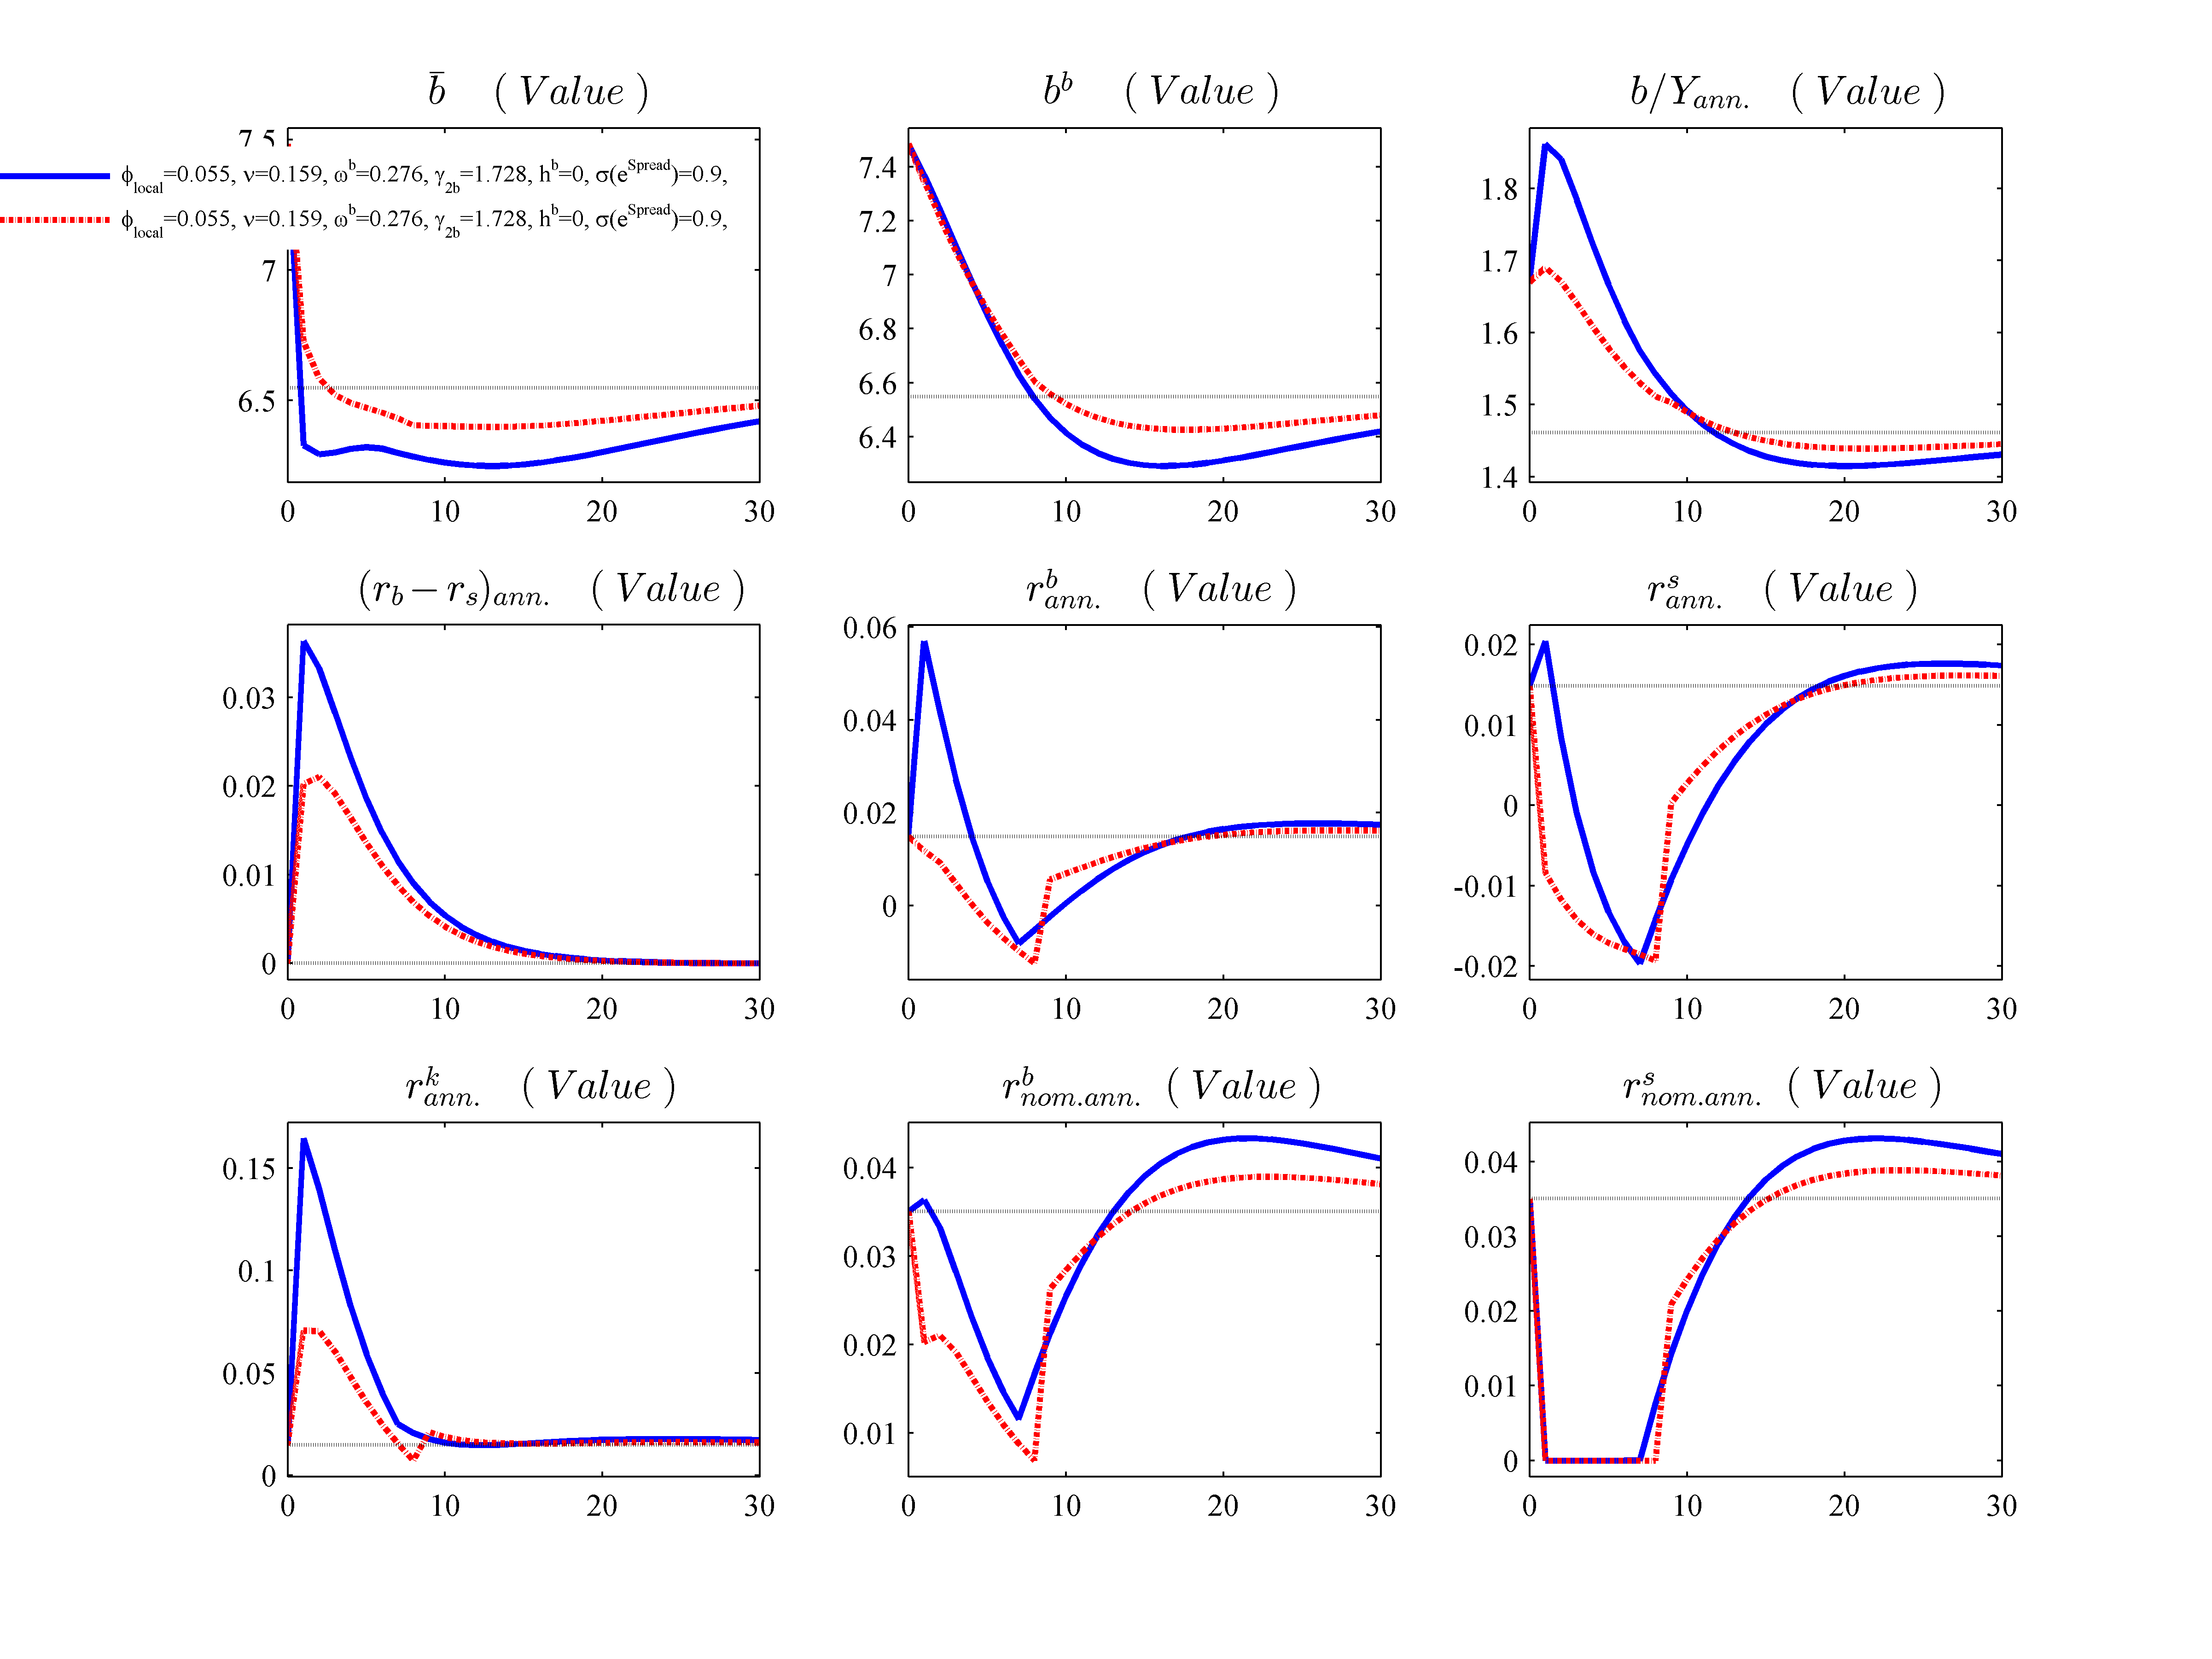 b̄ ( Value )
b^b ( Value )
b/Y_ann. ( Value )
7.5
7
6.5
0 10 20 30
ϕ_local=0.055, ν=0.159, ω^b=0.276, γ_2b=1.728, h^b=0, σ(e^Spread)=0.9,
ϕ_local=0.055, ν=0.159, ω^b=0.276, γ_2b=1.728, h^b=0, σ(e^Spread)=0.9,
7.4
7.2
7
6.8
6.6
6.4
0 10 20 30
1.8
1.7
1.6
1.5
1.4
0 10 20 30
(r_b − r_s)_ann. ( Value )
r^b_ann. ( Value )
r^s_ann. ( Value )
0.03
0.02
0.01
0
0 10 20 30
0.06
0.04
0.02
0
0 10 20 30
0.02
0.01
0
-0.01
-0.02
0 10 20 30
r^k_ann. ( Value )
r^b_nom.ann. ( Value )
r^s_nom.ann. ( Value )
0.15
0.1
0.05
0
0 10 20 30
0.04
0.03
0.02
0.01
0 10 20 30
0.04
0.03
0.02
0.01
0
0 10 20 30